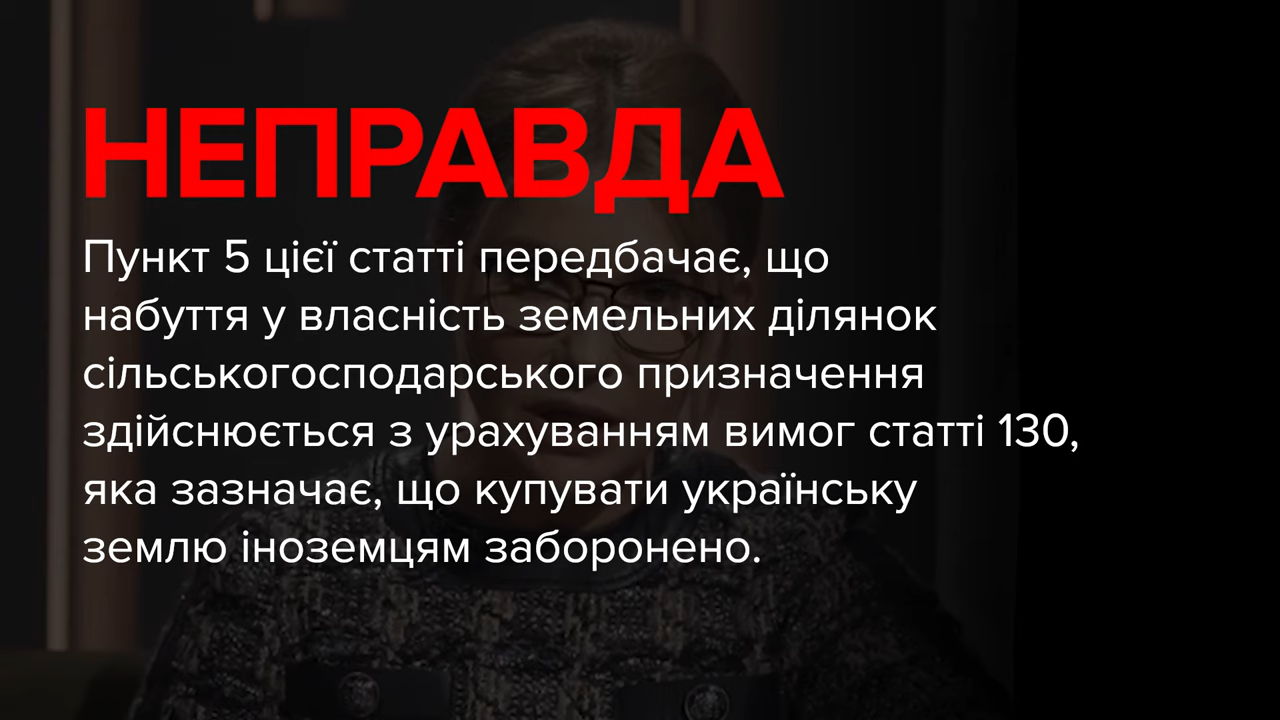 НЕПРАВДА
Пункт 5 цієї статті передбачає, що
набуття у власність земельних ділянок
сільськогосподарського призначення
здійснюється з урахуванням вимог статті 130,
яка зазначає, що купувати українську
землю іноземцям заборонено.